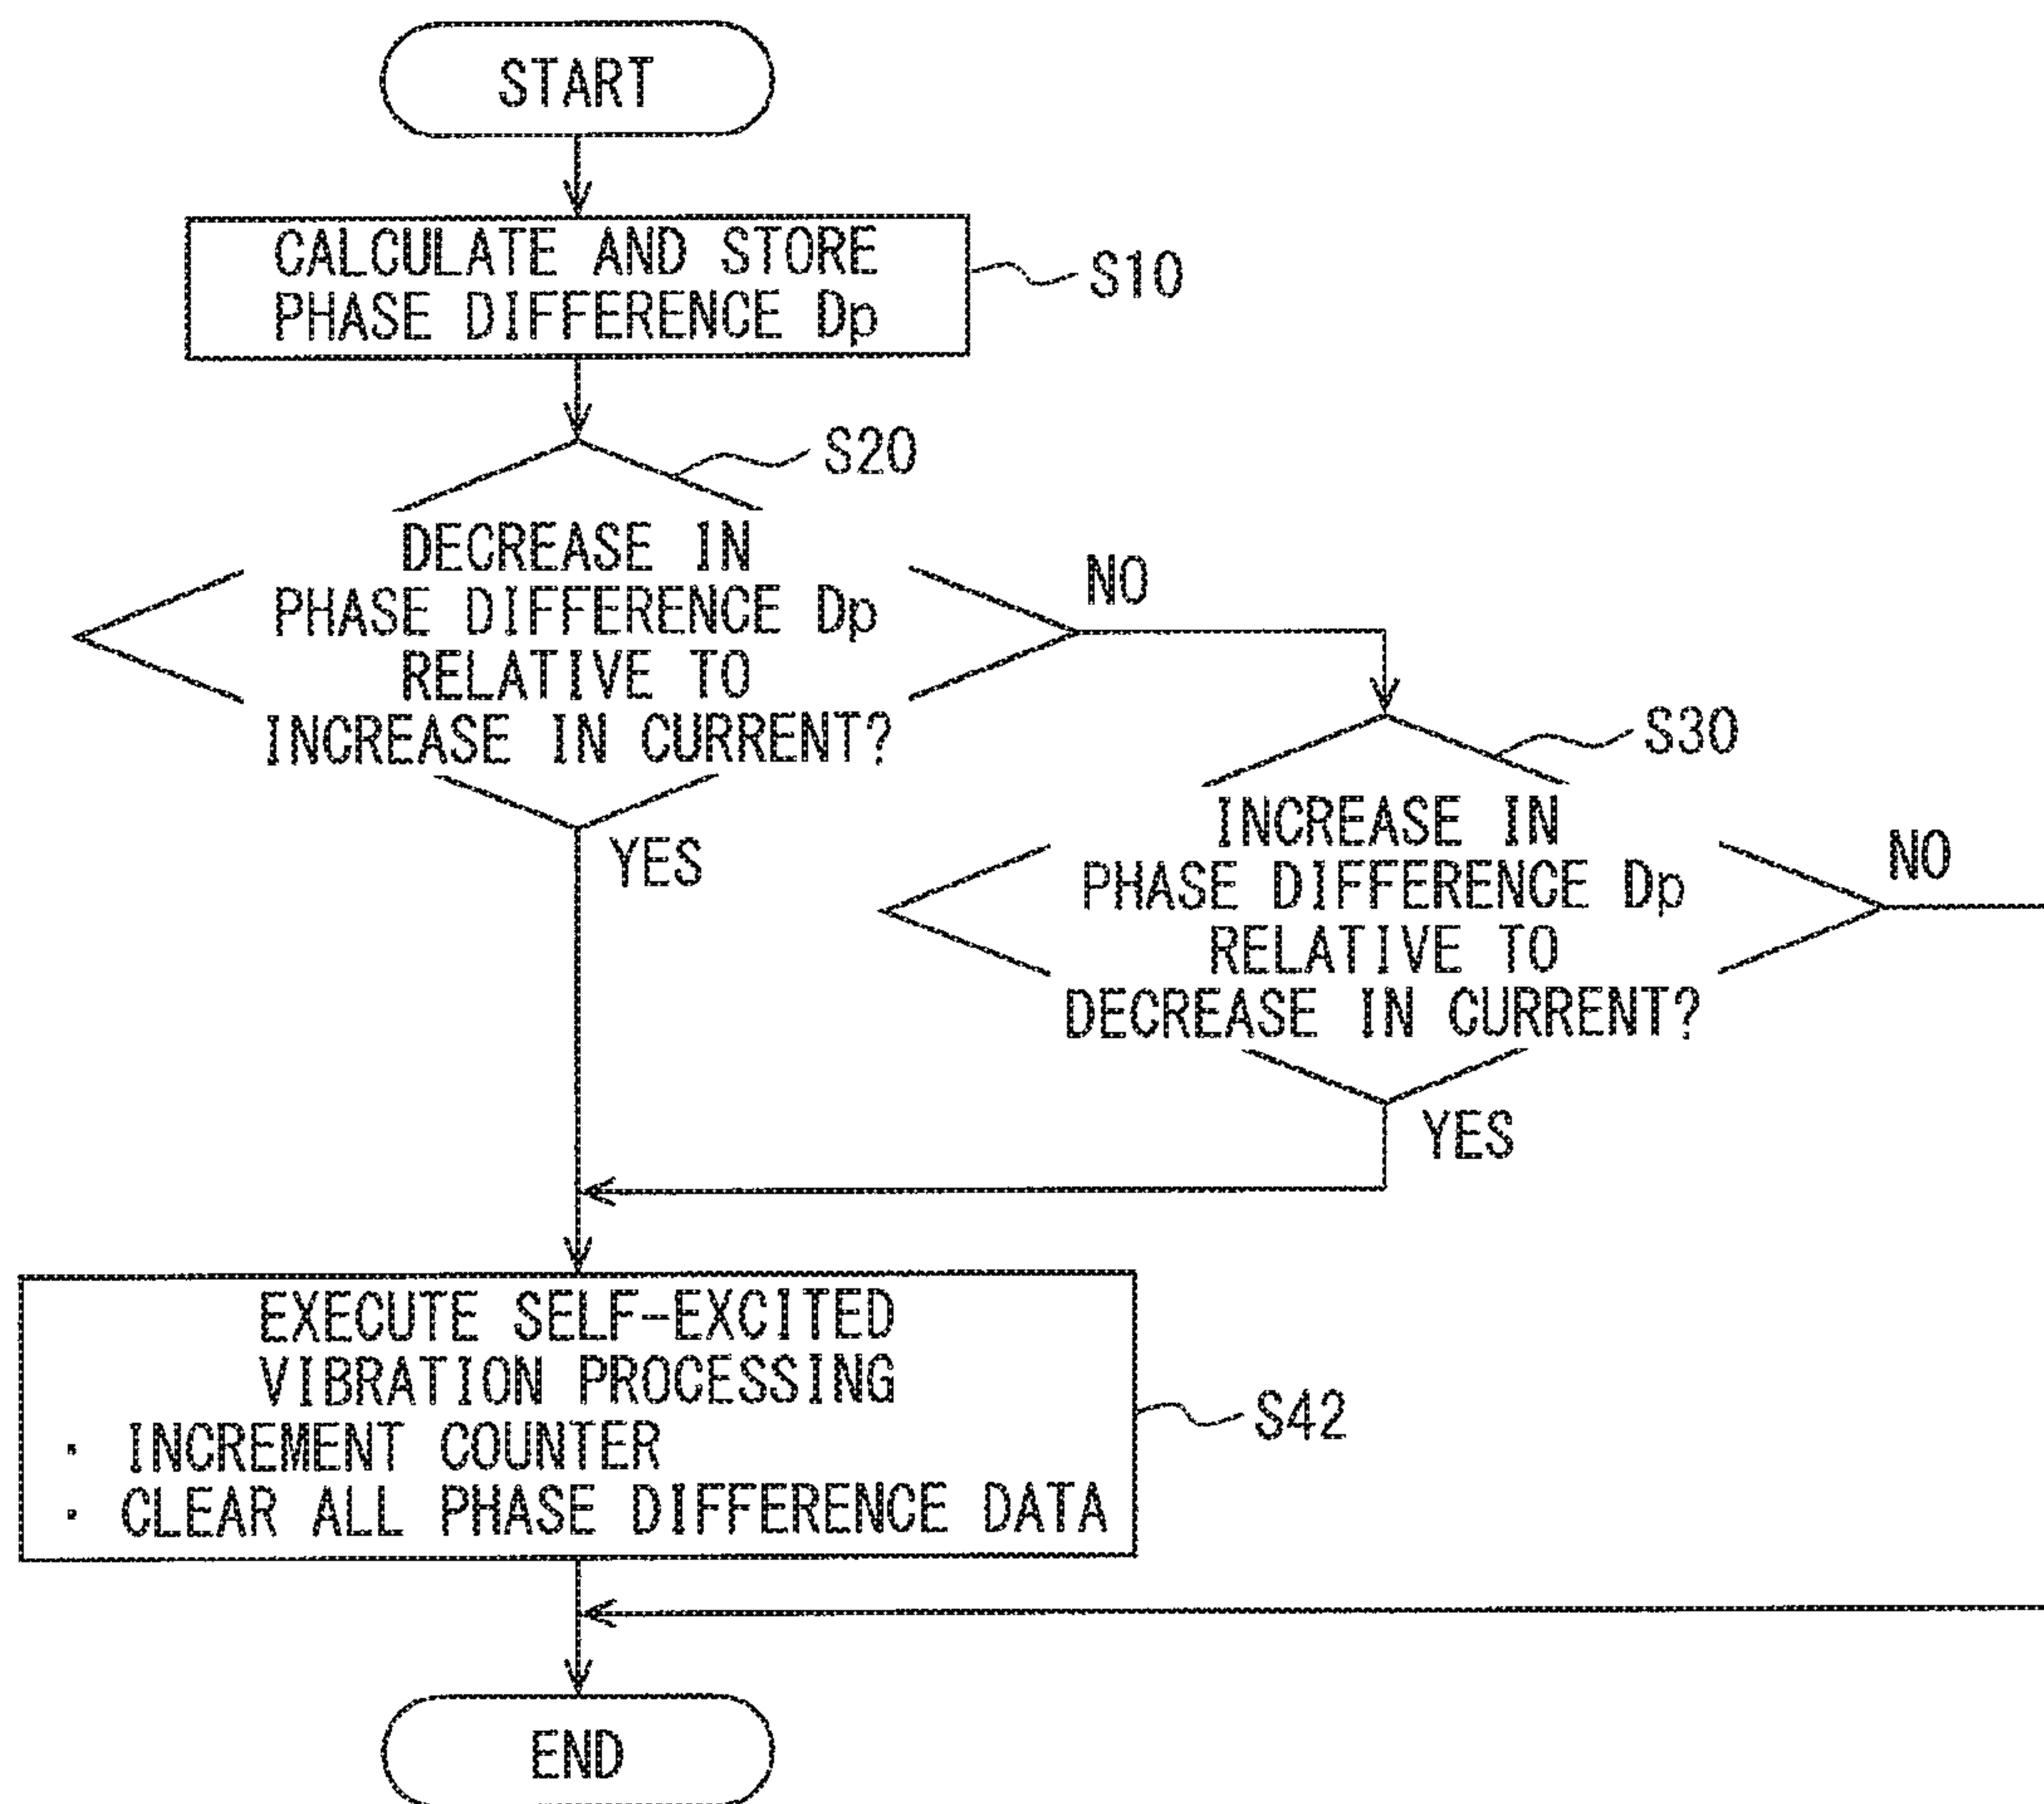 START
CALCULATE AND STORE
PHASE DIFFERENCE Dp
S10
S20
DECREASE IN
PHASE DIFFERENCE Dp
RELATIVE TO
INCREASE IN CURRENT?
NO
YES
S30
INCREASE IN
PHASE DIFFERENCE Dp
RELATIVE TO
DECREASE IN CURRENT?
NO
YES
EXECUTE SELF-EXCITED
VIBRATION PROCESSING
· INCREMENT COUNTER
· CLEAR ALL PHASE DIFFERENCE DATA
S42
END